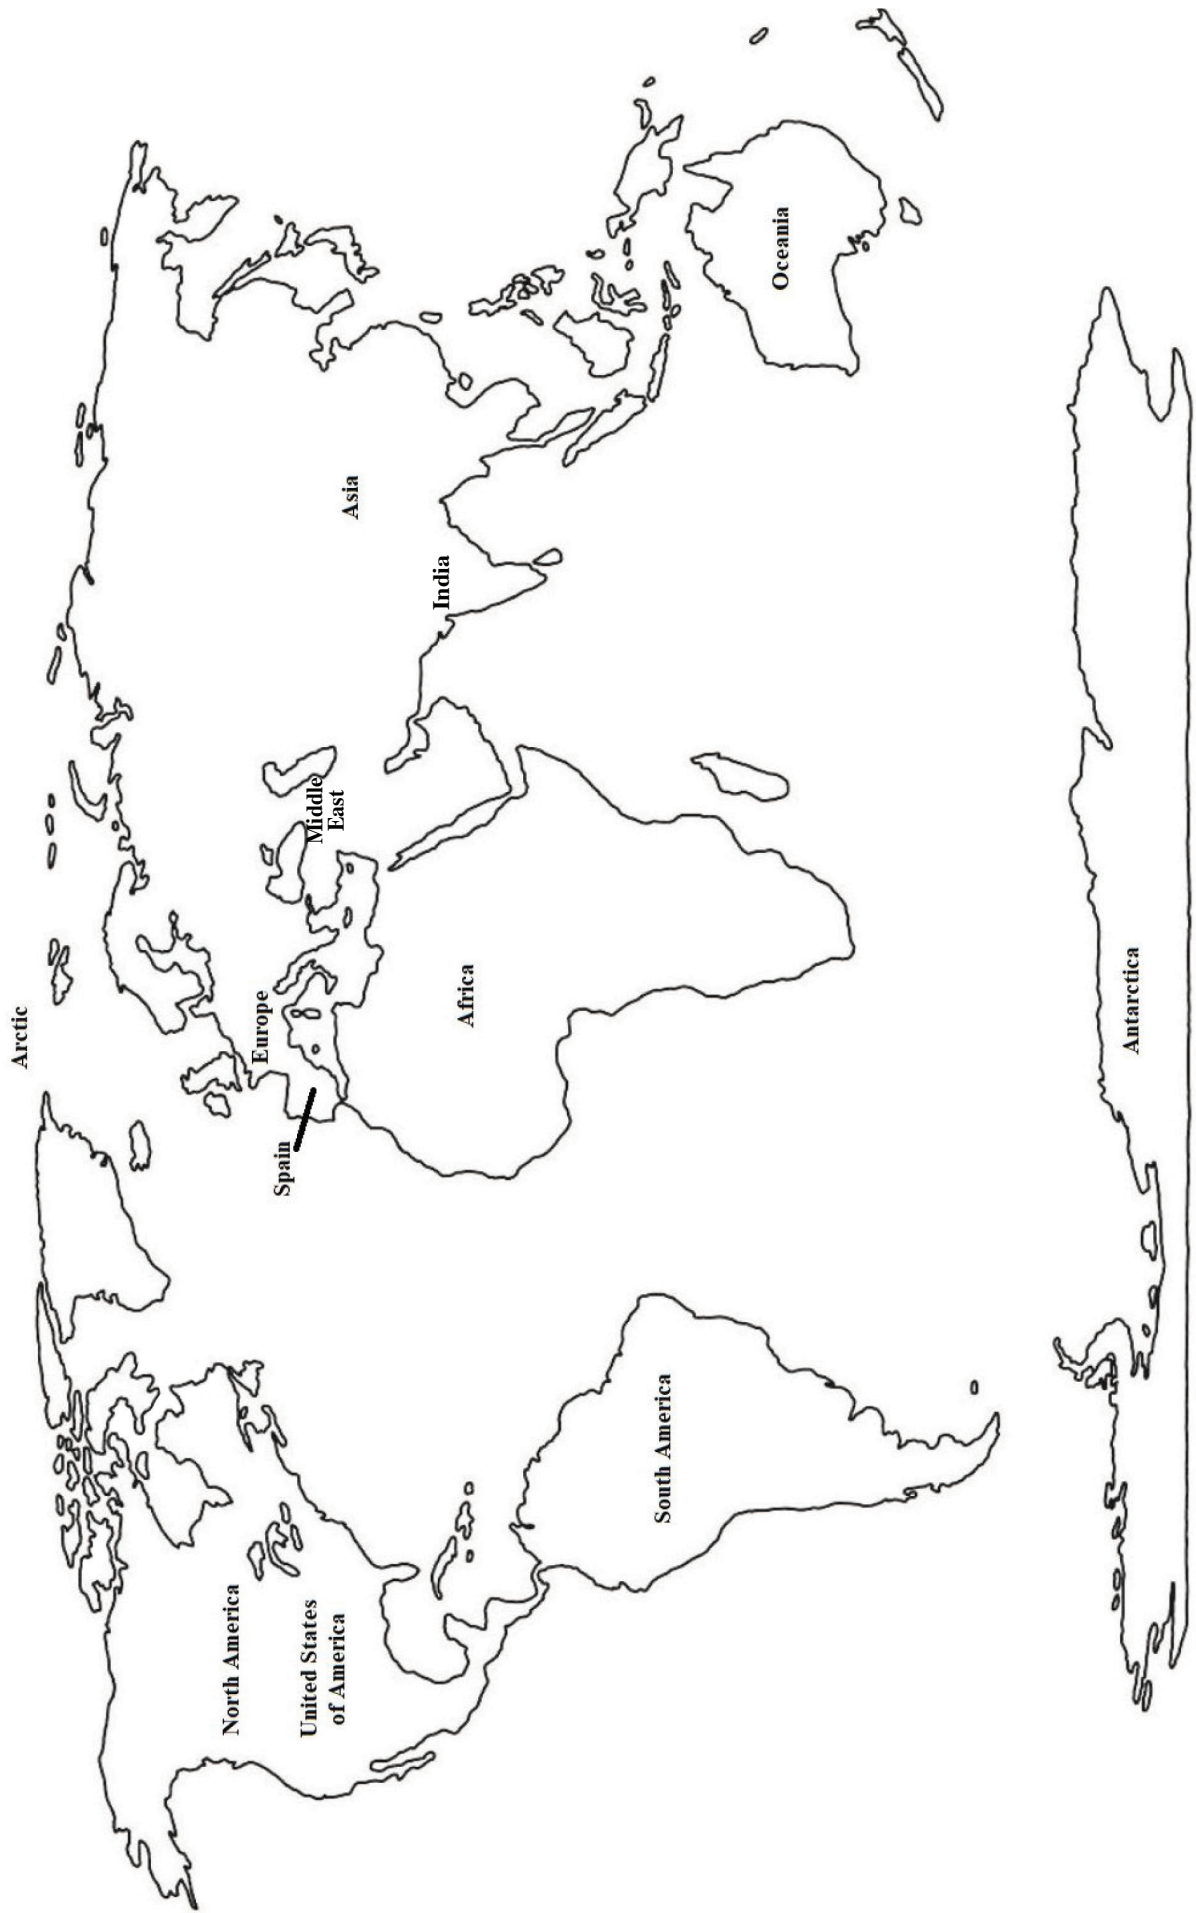 Arctic
North America
United States
of America
Spain
Europe
Middle
East
Asia
India
Africa
South America
Oceania
Antarctica